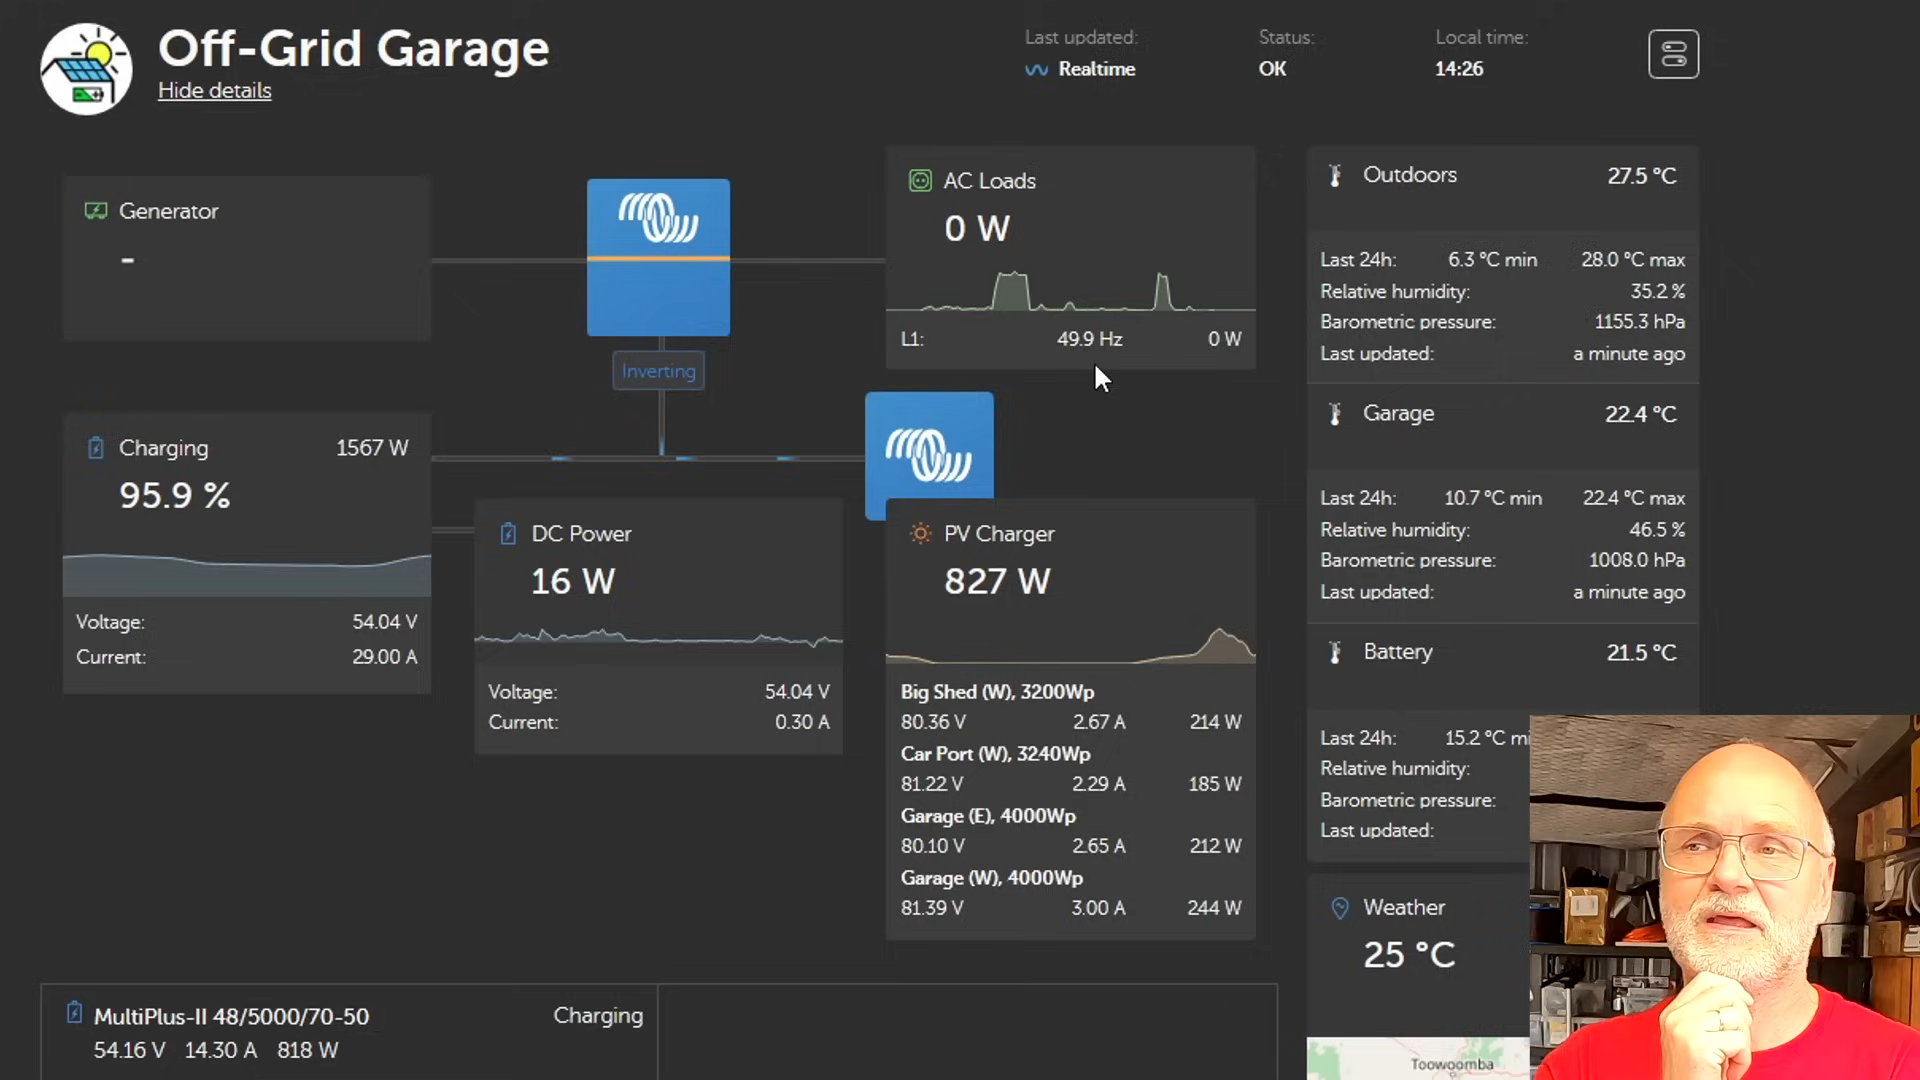 Off-Grid Garage
Hide details
Last updated:
Realtime
Status:
OK
Local time:
14:26
Generator
-
Inverting
AC Loads
0 W
L1: 49.9 Hz 0 W
Charging 1567 W
95.9 %
Voltage: 54.04 V
Current: 29.00 A
DC Power
16 W
Voltage: 54.04 V
Current: 0.30 A
PV Charger
827 W
Big Shed (W), 3200Wp
80.36 V 2.67 A 214 W
Car Port (W), 3240Wp
81.22 V 2.29 A 185 W
Garage (E), 4000Wp
80.10 V 2.65 A 212 W
Garage (W), 4000Wp
81.39 V 3.00 A 244 W
Outdoors 27.5 °C
Last 24h: 6.3 °C min 28.0 °C max
Relative humidity: 35.2 %
Barometric pressure: 1155.3 hPa
Last updated: a minute ago
Garage 22.4 °C
Last 24h: 10.7 °C min 22.4 °C max
Relative humidity: 46.5 %
Barometric pressure: 1008.0 hPa
Last updated: a minute ago
Battery 21.5 °C
Last 24h: 15.2 °C mi
Relative humidity:
Barometric pressure:
Last updated:
Weather
25 °C
Toowoomba
MultiPlus-II 48/5000/70-50 Charging
54.16 V 14.30 A 818 W